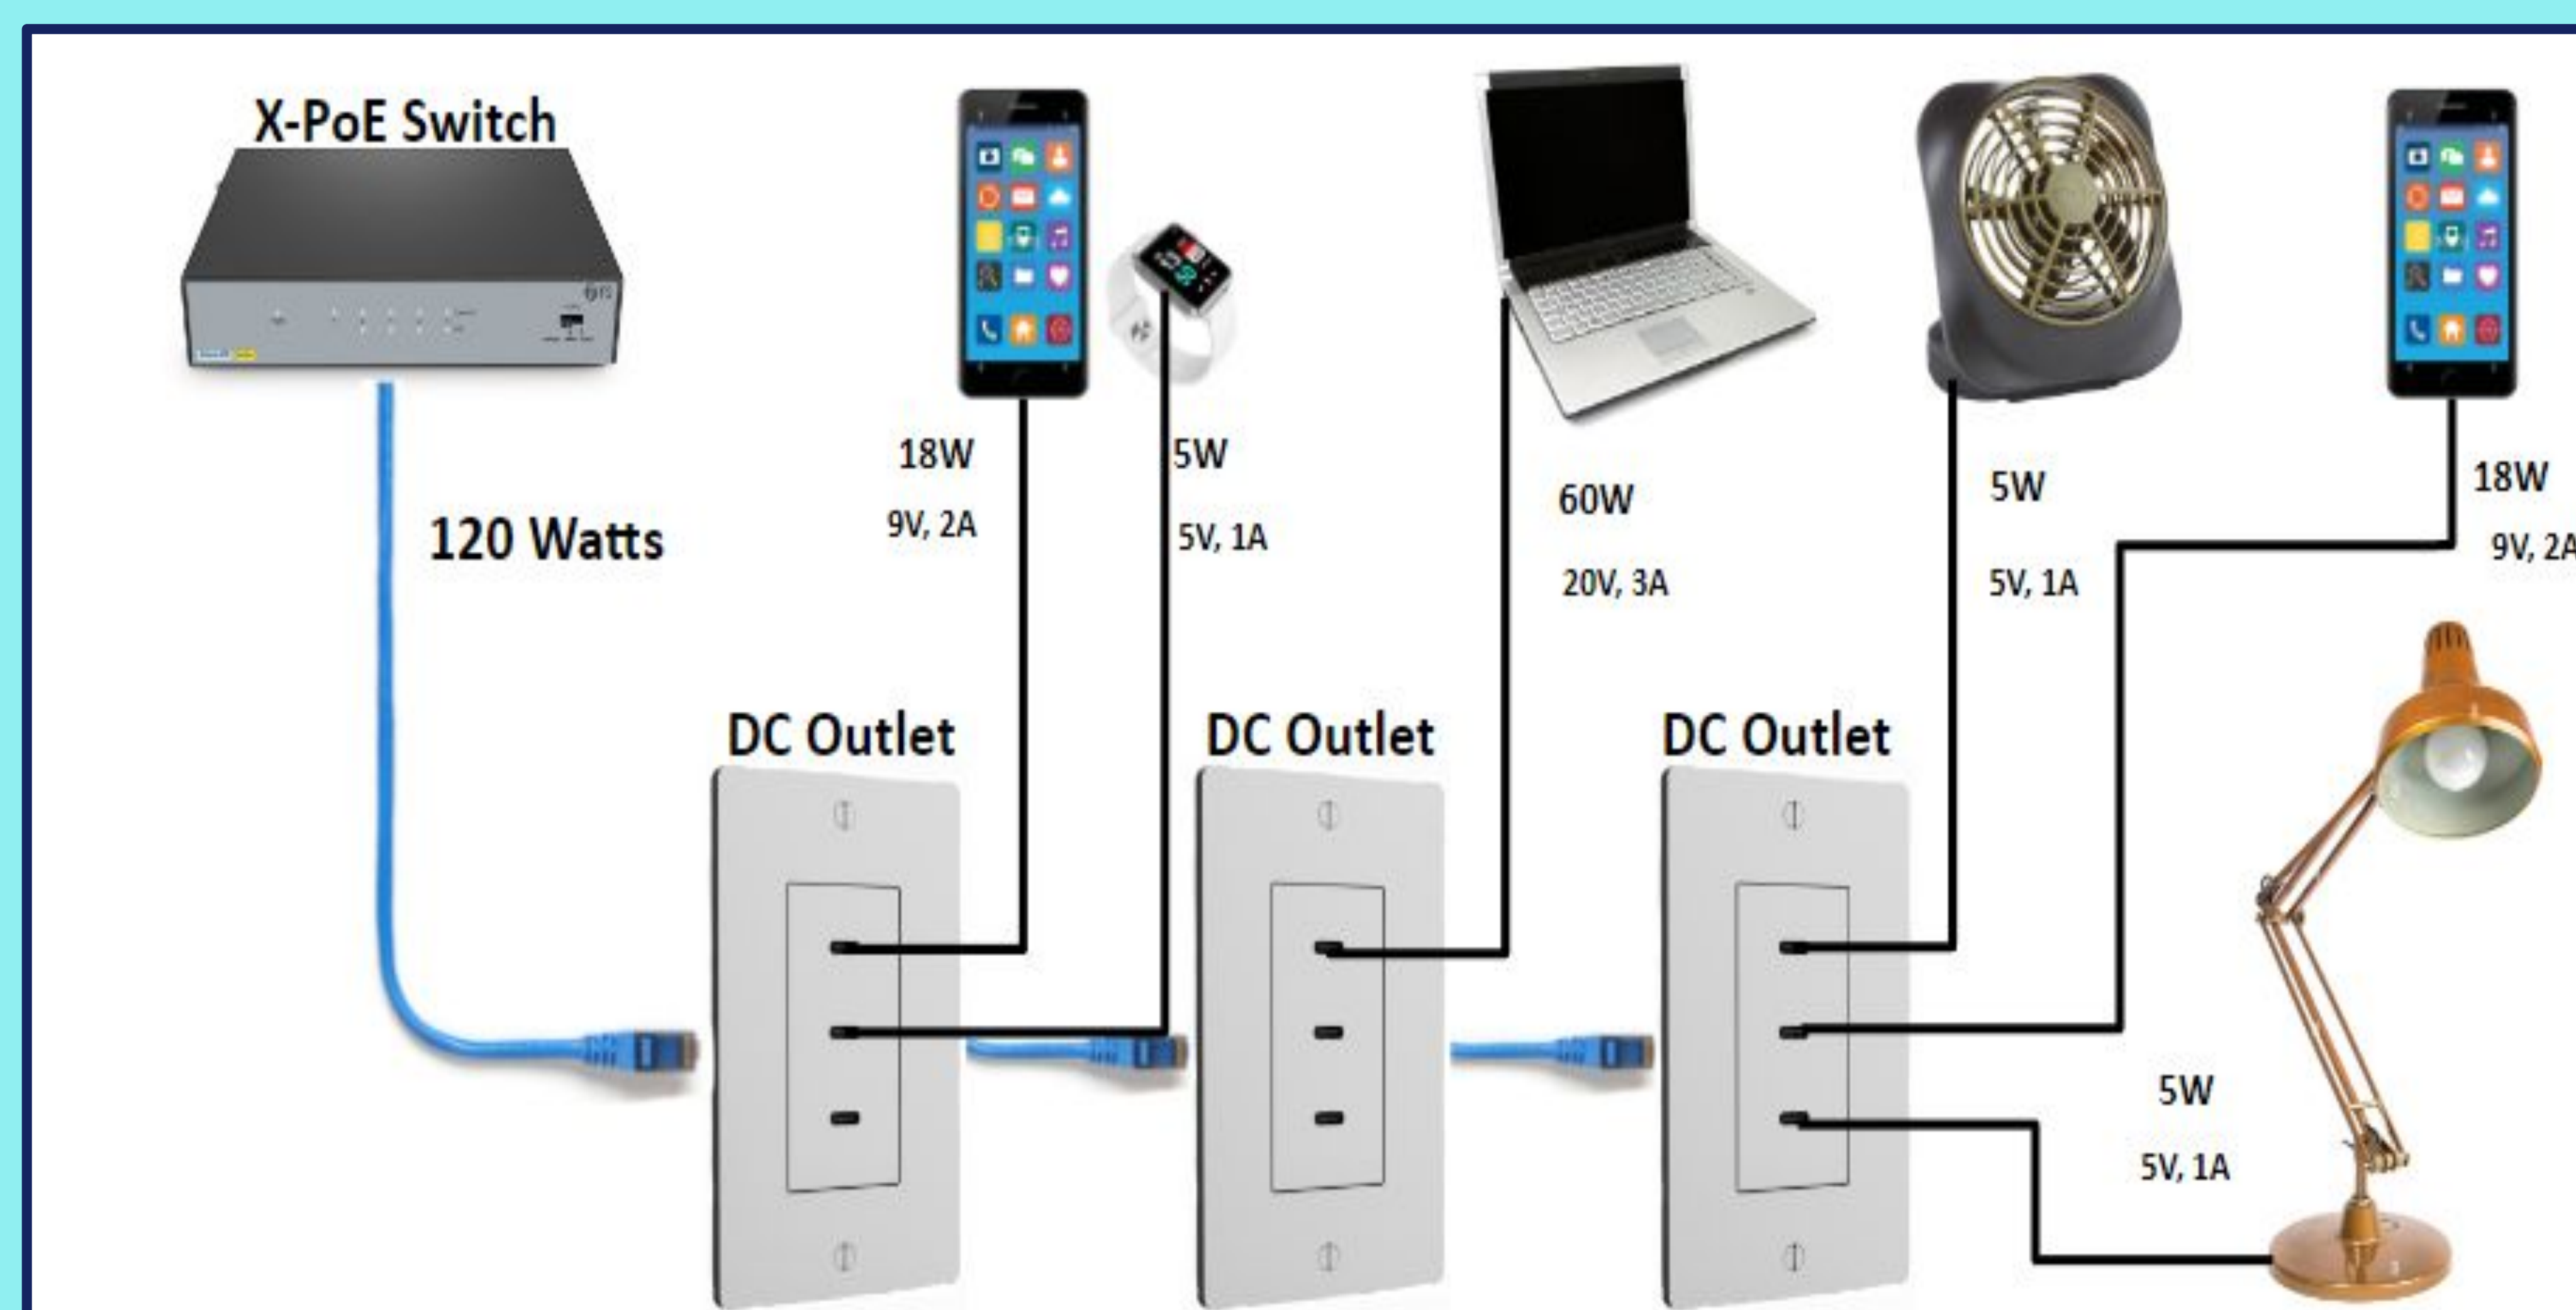 X-PoE Switch
120 Watts
18W
9V, 2A
5W
5V, 1A
60W
20V, 3A
5W
5V, 1A
18W
9V, 2A
DC Outlet
DC Outlet
DC Outlet
5W
5V, 1A